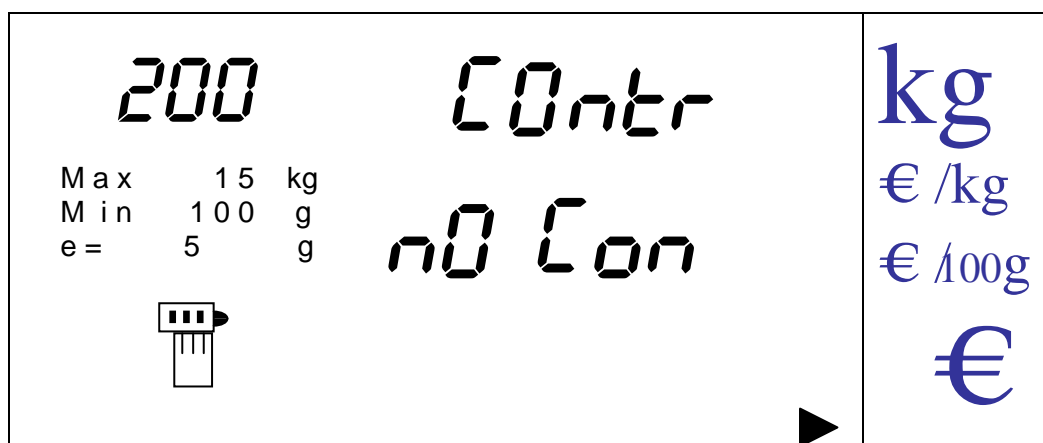 200
C0ntr
Max 15 kg
Min 100 g
e= 5 g
n0 Con
kg
€ /kg
€ /100g
€